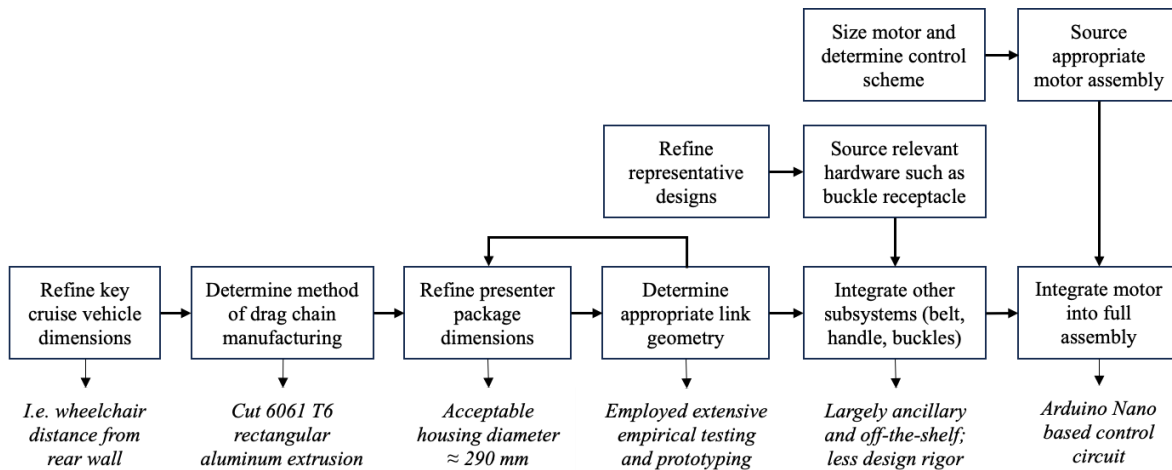 Size motor and
determine control
scheme
Source
appropriate
motor assembly
Refine
representative
designs
Source relevant
hardware such as
buckle receptacle
Refine key
cruise vehicle
dimensions
Determine method
of drag chain
manufacturing
Refine presenter
package
dimensions
Determine
appropriate link
geometry
Integrate other
subsystems (belt,
handle, buckles)
Integrate motor
into full
assembly
I.e. wheelchair
distance from
rear wall
Cut 6061 T6
rectangular
aluminum extrusion
Acceptable
housing diameter
≈ 290 mm
Employed extensive
empirical testing
and prototyping
Largely ancillary
and off-the-shelf;
less design rigor
Arduino Nano
based control
circuit